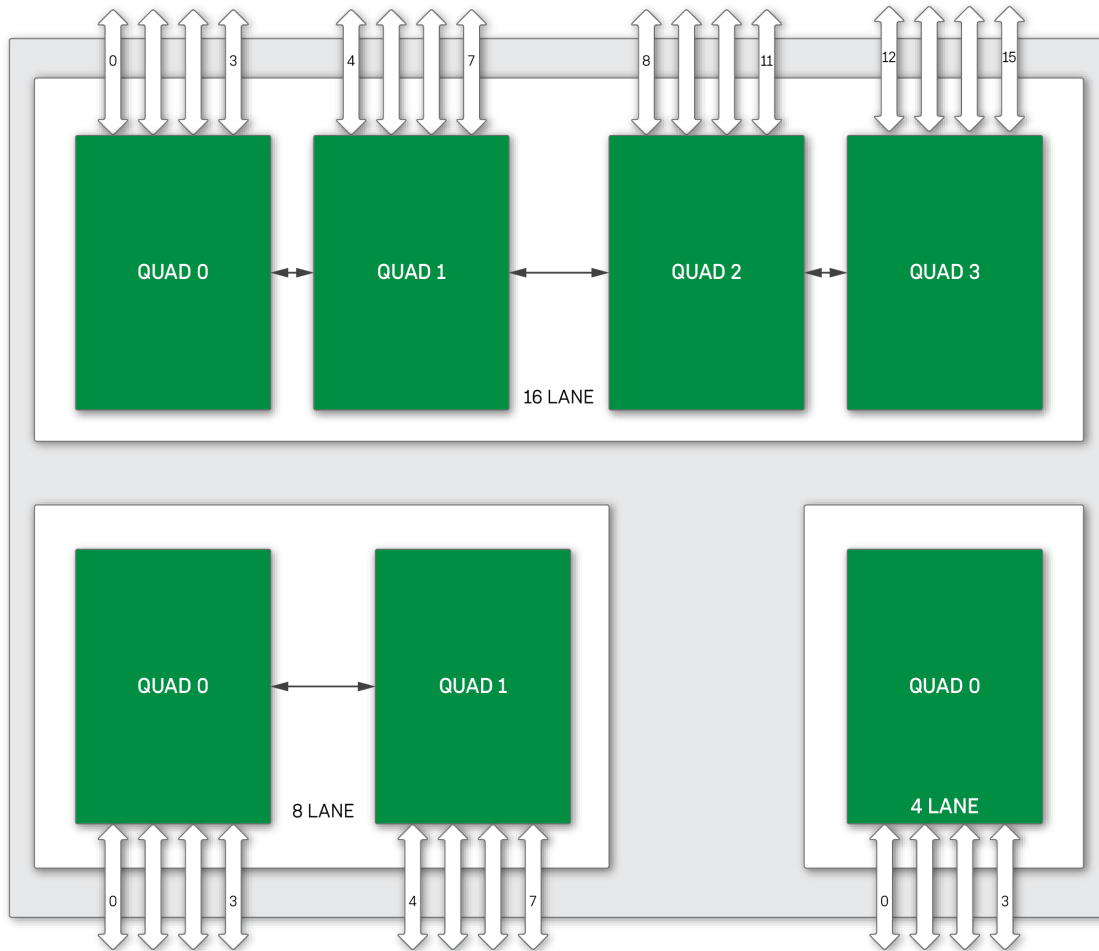 0 3 4 7 8 11 12 15
QUAD 0 QUAD 1 QUAD 2 QUAD 3
16 LANE
QUAD 0 QUAD 1 QUAD 0
4 LANE
8 LANE
0 3 4 7 0 3